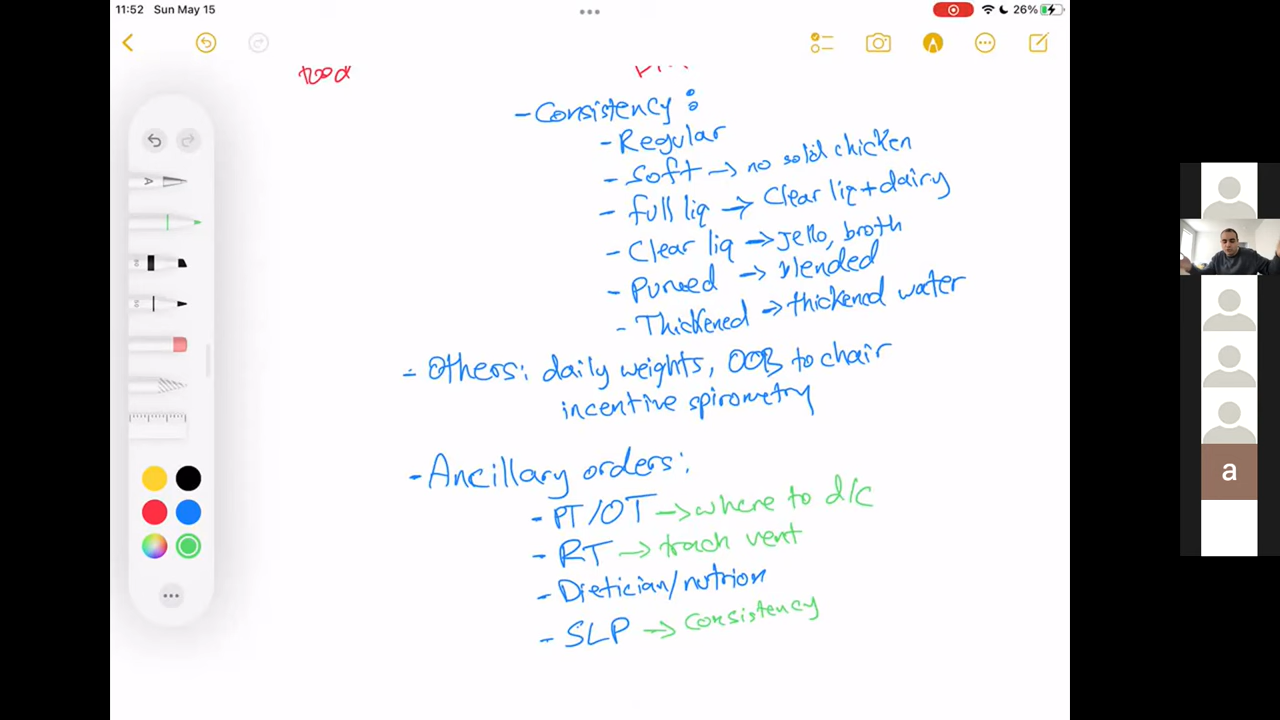 11:52 Sun May 15
26%
food
- Consistency:
- Regular
- Soft → no solid chicken
- full liq → Clear liq + dairy
- Clear liq → Jello, broth
- Pureed → blended
- Thickened → thickened water
- Others: daily weights, OOB to chair
incentive spirometry
- Ancillary orders:
- PT/OT → where to d/c
- RT → trach vent
- Dietician/nutrion
- SLP → consistency
A
a